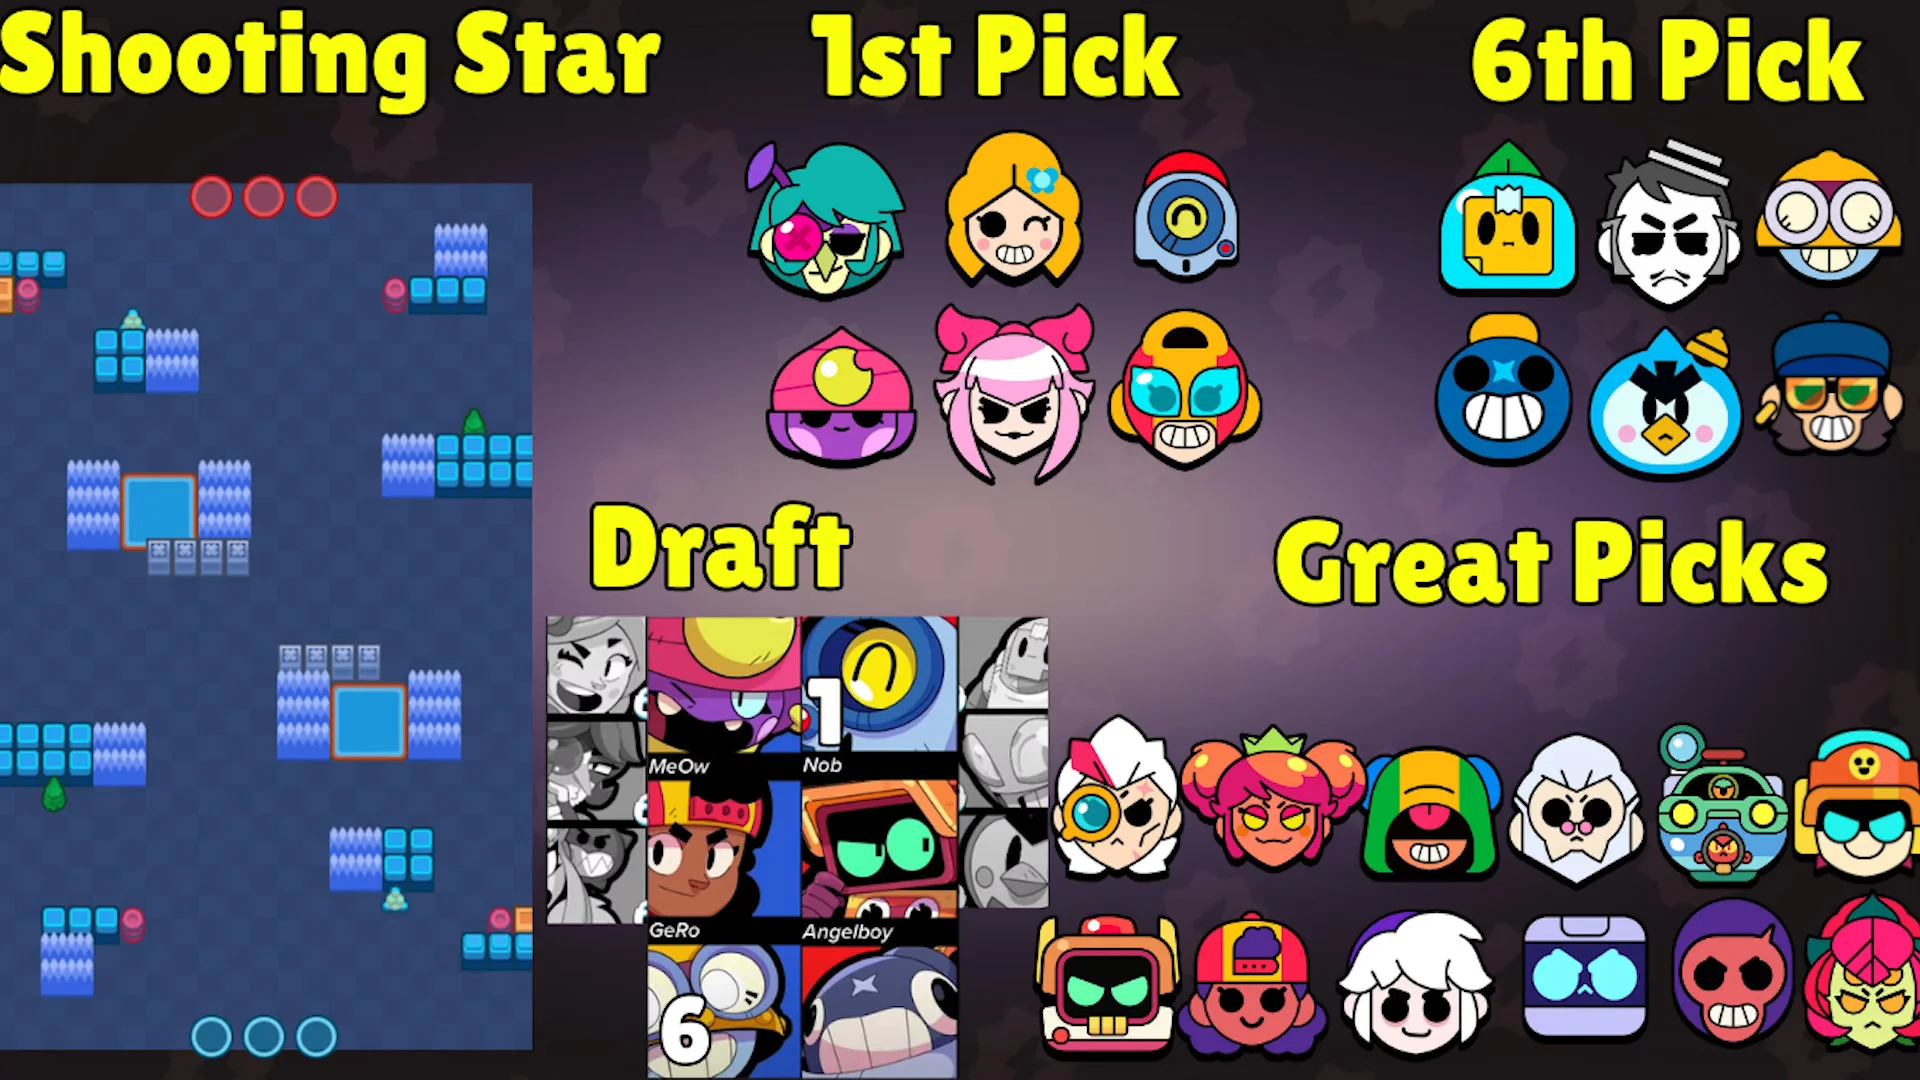 Shooting Star
1st Pick
6th Pick
Draft
Great Picks
1
MeOw
Nob
GeRo
Angelboy
6